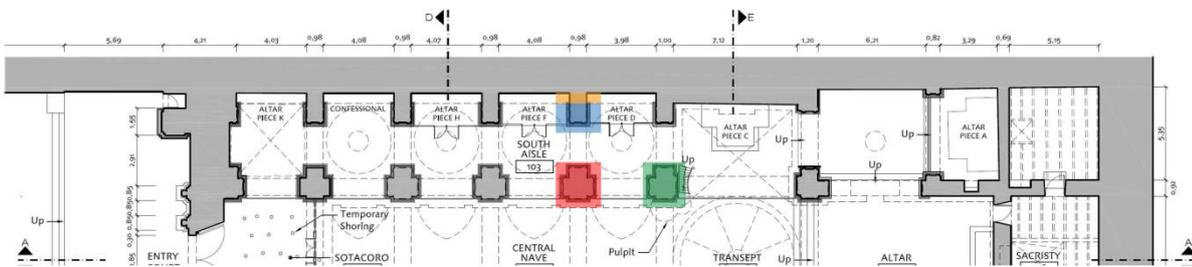 D
E
5,69
4,21
4,03
0,98
4,08
0,98
4,07
0,98
4,08
0,98
3,98
1,00
7,12
1,20
6,21
0,82
3,29
0,69
5,15
ALTAR
PIECE K
CONFESSIONAL
ALTAR
PIECE H
ALTAR
PIECE F
ALTAR
PIECE D
ALTAR
PIECE C
Up
Up
ALTAR
PIECE A
1,55
5,35
SOUTH
AISLE
103
Up
Up
Up
2,91
0,92
Up
Temporary
Shoring
Pulpit
A
ENTRY
SOTACORO
CENTRAL
NAVE
TRANSEPT
Up
ALTAR
SACRISTY
A